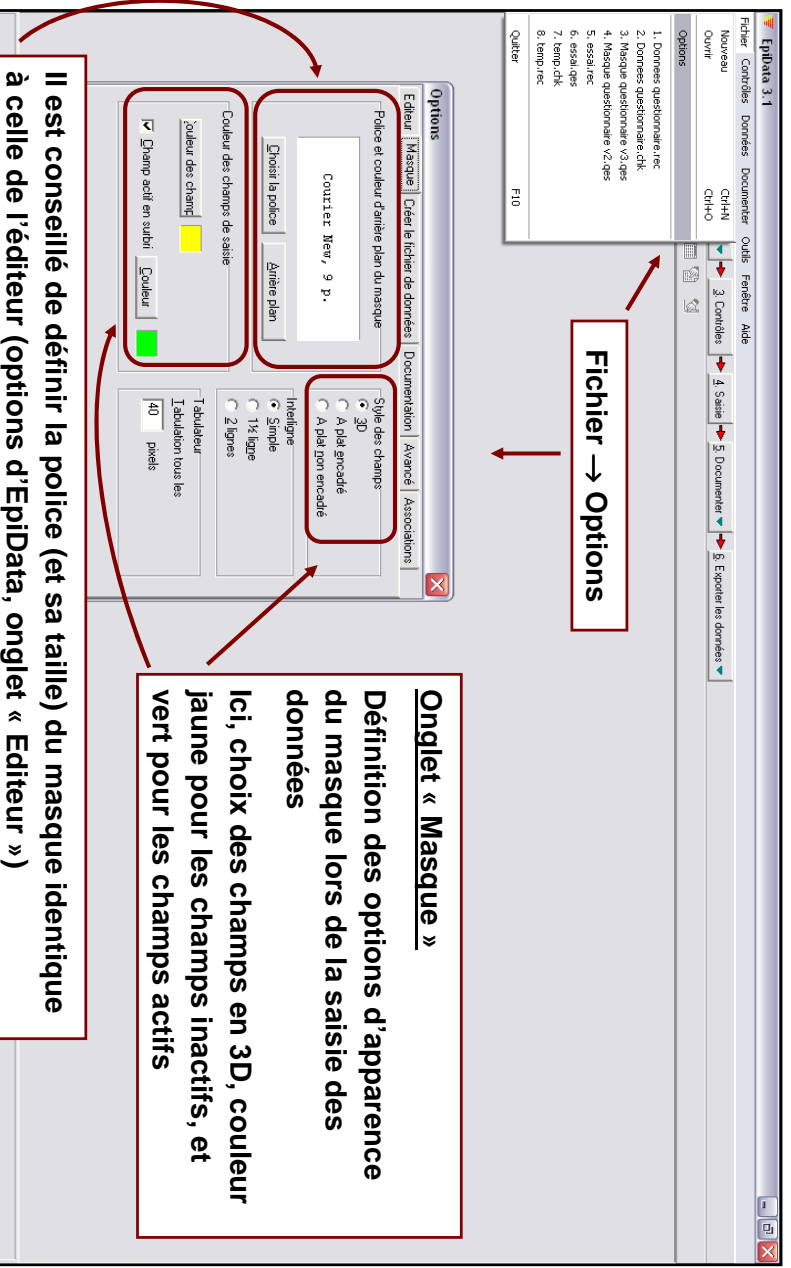 EpiData 3.1
Fichier Contrôles Données Documenter Outils Fenêtre Aide
Nouveau Ctrl+N
Ouvrir Ctrl+O
Options
1. Donnees questionnaire.rec
2. Donnees questionnaire.chk
3. Masque questionnaire v3.qes
4. Masque questionnaire v2.qes
5. essai.rec
6. essai.qes
7. temp.chk
8. temp.rec
Quitter F10
3. Contrôles
4. Saisie
5. Documenter
6. Exporter les données
Fichier → Options
Options
Editeur Masque Créer le fichier de données Documentation Avancé Associations
Police et couleur d'arrière plan du masque
Courier New, 9 p.
Choisir la police Arrière plan
Couleur des champs de saisie
ouleur des champ
Champ actif en surbri Couleur
Style des champs
3D
A plat encadré
A plat non encadré
Interligne
Simple
1½ ligne
2 lignes
Tabulateur
Tabulation tous les
40 pixels
Onglet « Masque »
Définition des options d’apparence
du masque lors de la saisie des
données
Ici, choix des champs en 3D, couleur
jaune pour les champs inactifs, et
vert pour les champs actifs
Il est conseillé de définir la police (et sa taille) du masque identique
à celle de l’éditeur (options d’EpiData, onglet « Editeur »)